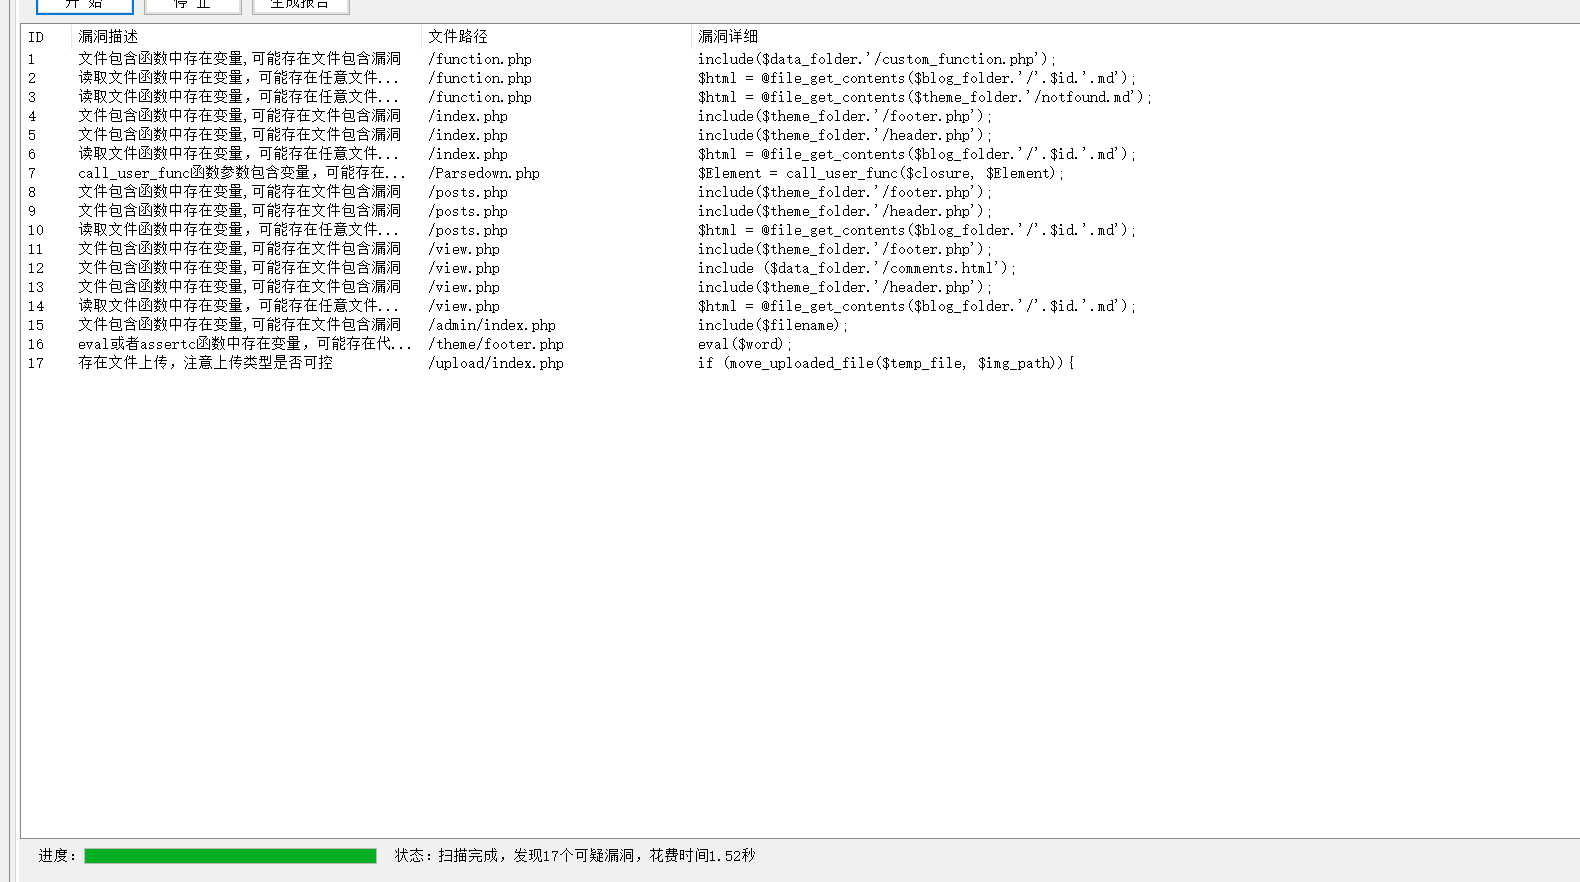 开 始 停 止 生成报告
ID 漏洞描述 文件路径 漏洞详细
1 文件包含函数中存在变量,可能存在文件包含漏洞 /function.php include($data_folder.'/custom_function.php');
2 读取文件函数中存在变量，可能存在任意文件... /function.php $html = @file_get_contents($blog_folder.'/'.$id.'.md');
3 读取文件函数中存在变量，可能存在任意文件... /function.php $html = @file_get_contents($theme_folder.'/notfound.md');
4 文件包含函数中存在变量,可能存在文件包含漏洞 /index.php include($theme_folder.'/footer.php');
5 文件包含函数中存在变量,可能存在文件包含漏洞 /index.php include($theme_folder.'/header.php');
6 读取文件函数中存在变量，可能存在任意文件... /index.php $html = @file_get_contents($blog_folder.'/'.$id.'.md');
7 call_user_func函数参数包含变量，可能存在... /Parsedown.php $Element = call_user_func($closure, $Element);
8 文件包含函数中存在变量,可能存在文件包含漏洞 /posts.php include($theme_folder.'/footer.php');
9 文件包含函数中存在变量,可能存在文件包含漏洞 /posts.php include($theme_folder.'/header.php');
10 读取文件函数中存在变量，可能存在任意文件... /posts.php $html = @file_get_contents($blog_folder.'/'.$id.'.md');
11 文件包含函数中存在变量,可能存在文件包含漏洞 /view.php include($theme_folder.'/footer.php');
12 文件包含函数中存在变量,可能存在文件包含漏洞 /view.php include ($data_folder.'/comments.html');
13 文件包含函数中存在变量,可能存在文件包含漏洞 /view.php include($theme_folder.'/header.php');
14 读取文件函数中存在变量，可能存在任意文件... /view.php $html = @file_get_contents($blog_folder.'/'.$id.'.md');
15 文件包含函数中存在变量,可能存在文件包含漏洞 /admin/index.php include($filename);
16 eval或者assertc函数中存在变量，可能存在代... /theme/footer.php eval($word);
17 存在文件上传，注意上传类型是否可控 /upload/index.php if (move_uploaded_file($temp_file, $img_path)){
进度： 状态：扫描完成，发现17个可疑漏洞，花费时间1.52秒